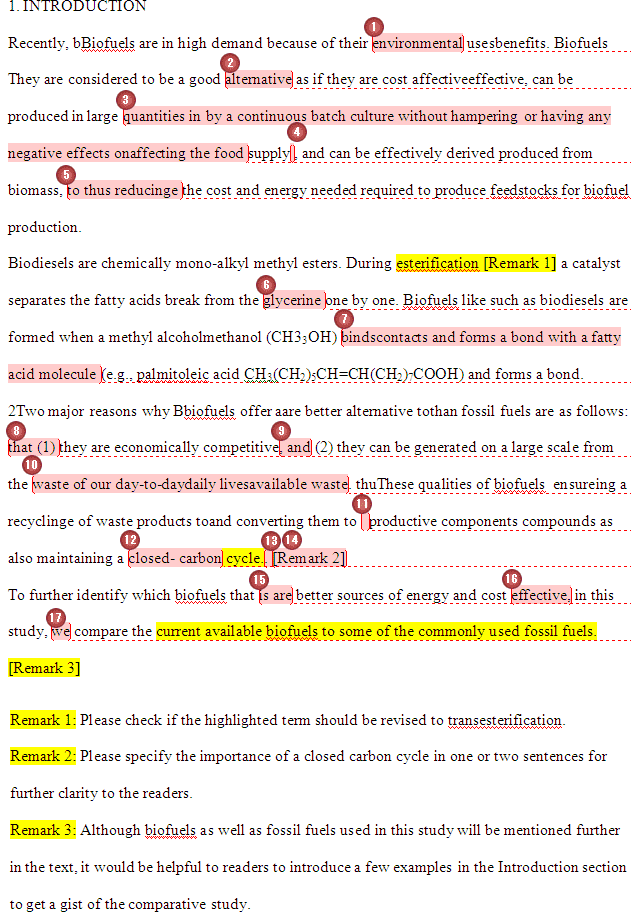 1. INTRODUCTION
1
Recently, bBiofuels are in high demand because of their environmental usesbenefits. Biofuels
2
They are considered to be a good alternative as if they are cost affectiveeffective, can be
3
produced in large quantities in by a continuous batch culture without hampering or having any
4
negative effects onaffecting the food supply, and can be effectively derived produced from
5
biomass, to thus reducinge the cost and energy needed required to produce feedstocks for biofuel
production.
Biodiesels are chemically mono-alkyl methyl esters. During esterification [Remark 1] a catalyst
6
separates the fatty acids break from the glycerine one by one. Biofuels like such as biodiesels are
7
formed when a methyl alcoholmethanol (CH33OH) bindscontacts and forms a bond with a fatty
acid molecule (e.g., palmitoleic acid CH3(CH2)5CH=CH(CH2)7COOH) and forms a bond.
2Two major reasons why Bbiofuels offer aare better alternative tothan fossil fuels are as follows:
8 9
that (1) they are economically competitive, and (2) they can be generated on a large scale from
10
the waste of our day-to-daydaily livesavailable waste, thuThese qualities of biofuels ensureing a
11
recyclinge of waste products toand converting them to productive components compounds as
12 13 14
also maintaining a closed- carbon cycle. [Remark 2]
15 16
To further identify which biofuels that is are better sources of energy and cost effective, in this
17
study, we compare the current available biofuels to some of the commonly used fossil fuels.
[Remark 3]
Remark 1: Please check if the highlighted term should be revised to transesterification.
Remark 2: Please specify the importance of a closed carbon cycle in one or two sentences for
further clarity to the readers.
Remark 3: Although biofuels as well as fossil fuels used in this study will be mentioned further
in the text, it would be helpful to readers to introduce a few examples in the Introduction section
to get a gist of the comparative study.